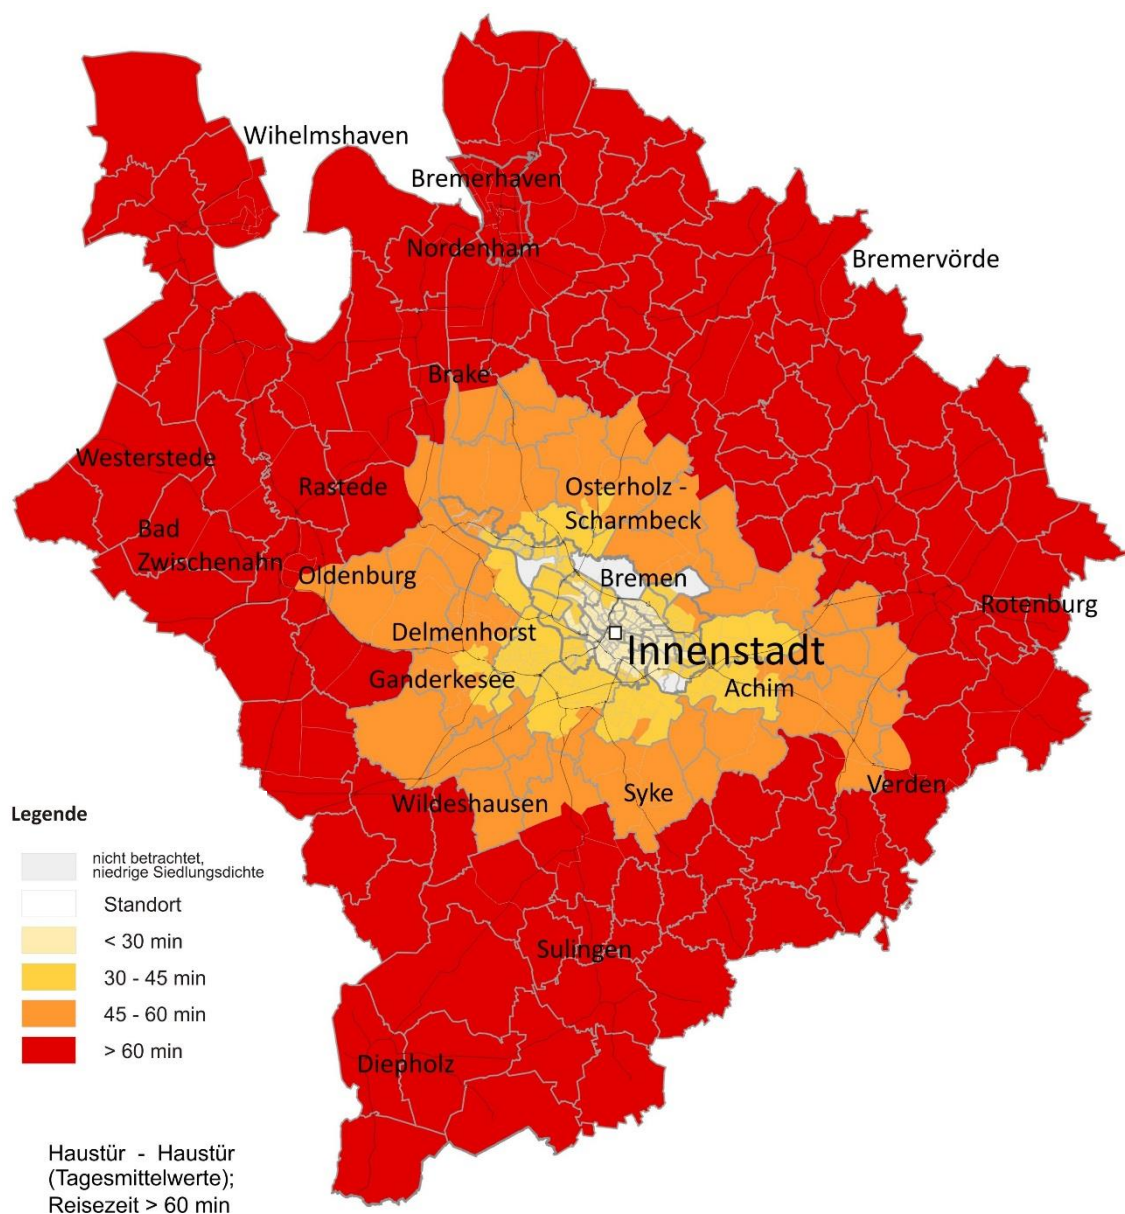 Wihelmshaven
Bremerhaven
Nordenham
Bremervörde
Brake
Westerstede
Rastede
Osterholz -
Scharmbeck
Bad
Zwischenahn
Oldenburg
Bremen
Rotenburg
Delmenhorst
Innenstadt
Ganderkesee
Achim
Verden
Wildeshausen
Syke
Sulingen
Diepholz
Legende
nicht betrachtet,
niedrige Siedlungsdichte
Standort
< 30 min
30 - 45 min
45 - 60 min
> 60 min
Haustür - Haustür
(Tagesmittelwerte);
Reisezeit > 60 min